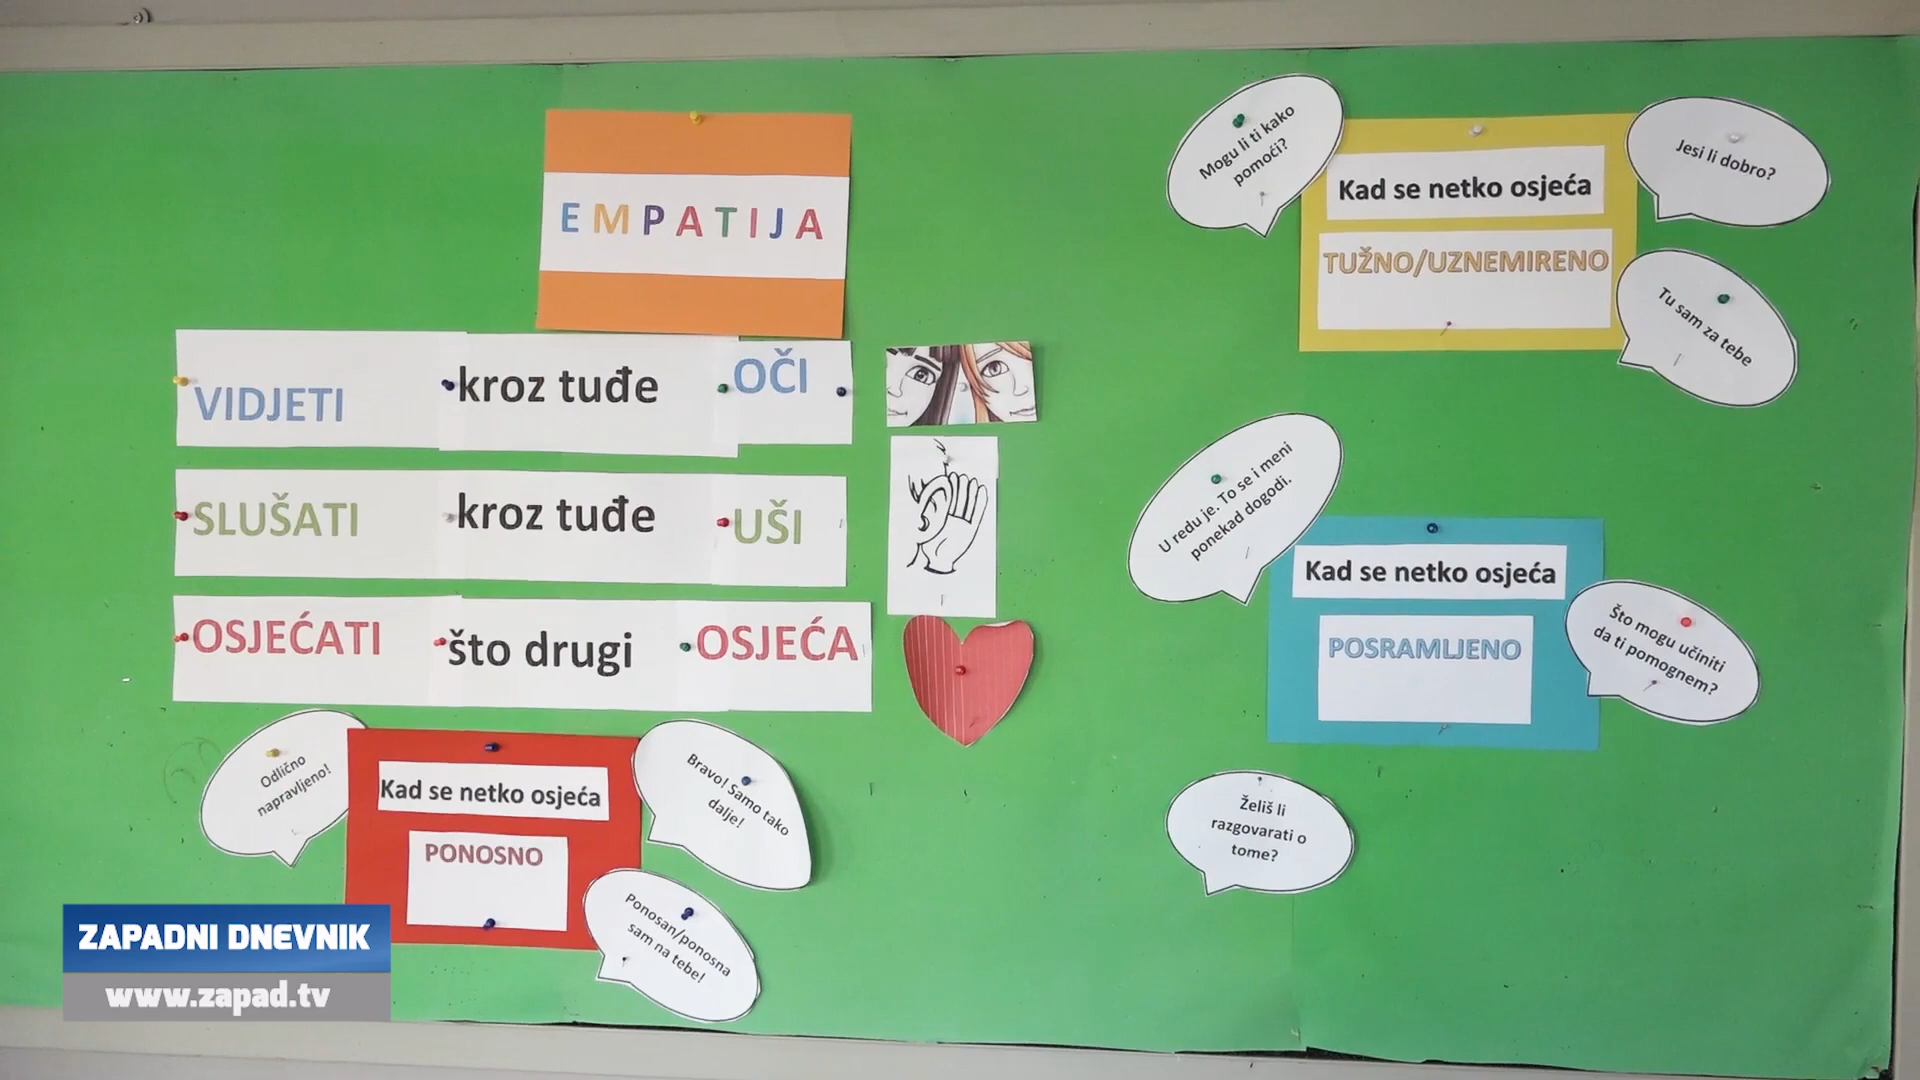 EMPATIJA
VIDJETI kroz tuđe OČI
SLUŠATI kroz tuđe UŠI
OSJEĆATI što drugi OSJEĆA
Odlično
napravljeno!
Kad se netko osjeća
PONOSNO
Bravo! Samo tako
dalje!
Ponosan/ponosna
sam na tebe!
Mogu li ti kako
pomoći?
Kad se netko osjeća
TUŽNO/UZNEMIRENO
Jesi li dobro?
Tu sam za tebe
U redu je. To se i meni
ponekad dogodi.
Kad se netko osjeća
POSRAMLJENO
Što mogu učiniti
da ti pomognem?
Želiš li
razgovarati o
tome?
ZAPADNI DNEVNIK
www.zapad.tv